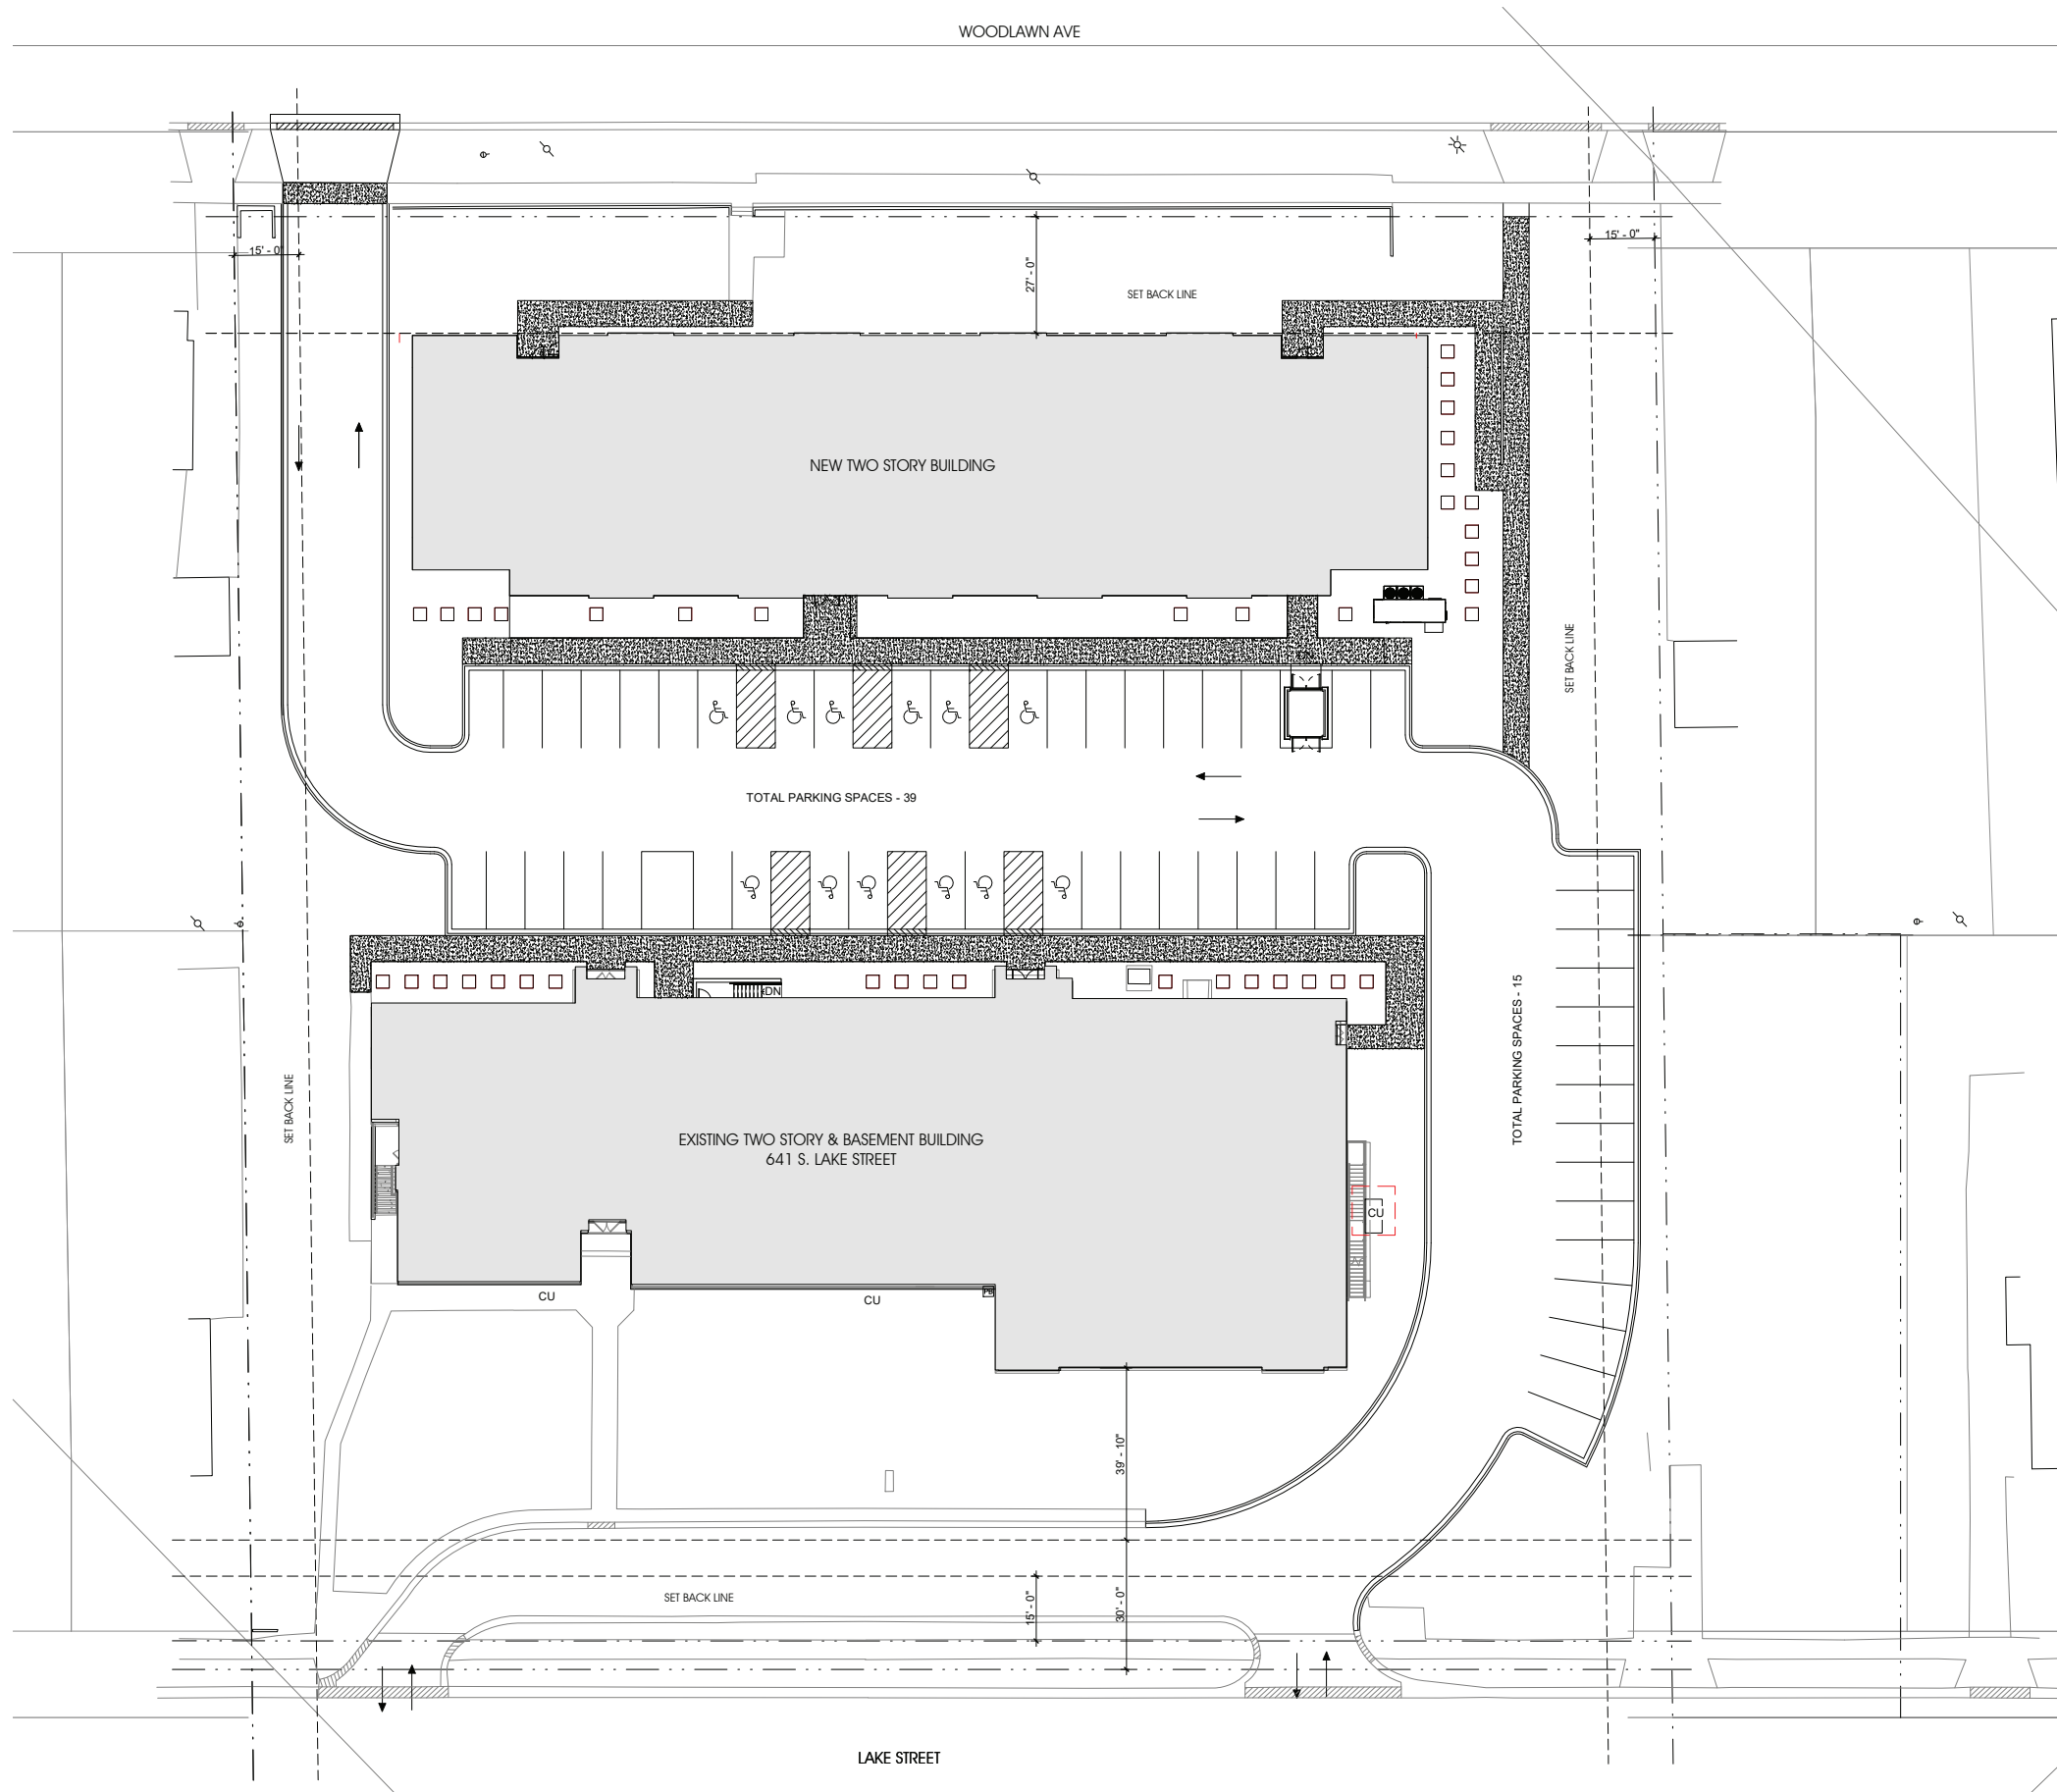 WOODLAWN AVE
15' - 0"
15' - 0"
27' - 0"
SET BACK LINE
NEW TWO STORY BUILDING
SET BACK LINE
TOTAL PARKING SPACES - 39
DN
TOTAL PARKING SPACES - 15
SET BACK LINE
EXISTING TWO STORY & BASEMENT BUILDING
641 S. LAKE STREET
CU
CU
CU
PB
39' - 10"
SET BACK LINE
15' - 0"
30' - 0"
LAKE STREET